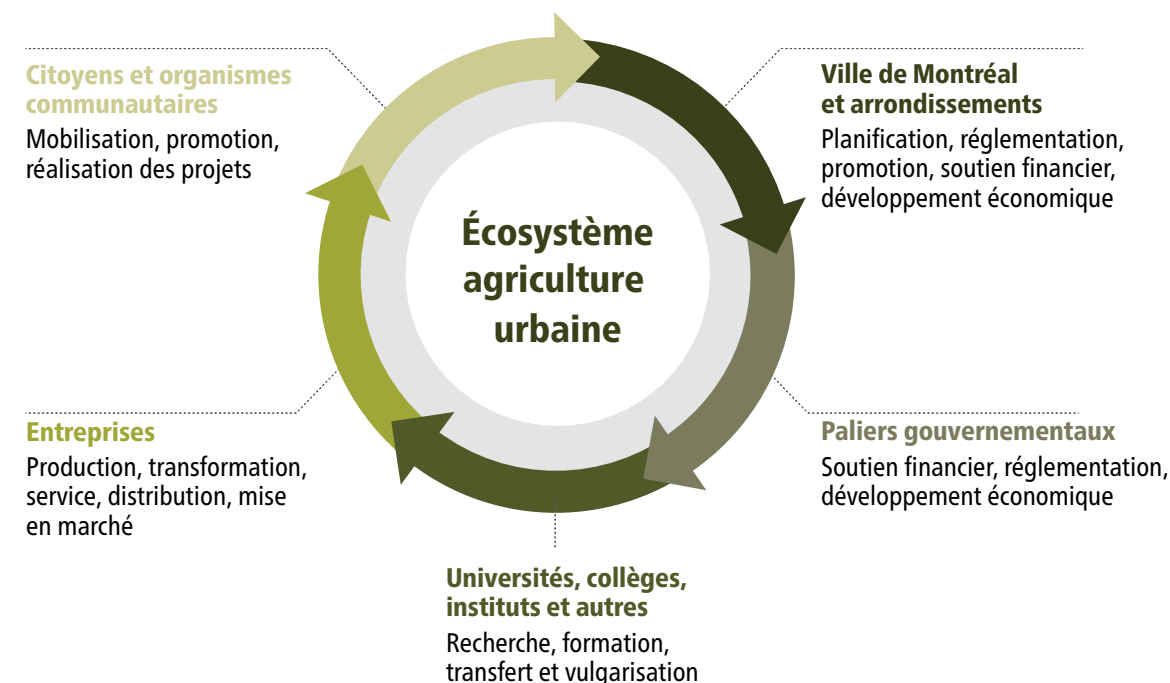 Citoyens et organismes
communautaires
Mobilisation, promotion,
réalisation des projets
Ville de Montréal
et arrondissements
Planification, réglementation,
promotion, soutien financier,
développement économique
Écosystème
agriculture
urbaine
Entreprises
Production, transformation,
service, distribution, mise
en marché
Paliers gouvernementaux
Soutien financier, réglementation,
développement économique
Universités, collèges,
instituts et autres
Recherche, formation,
transfert et vulgarisation